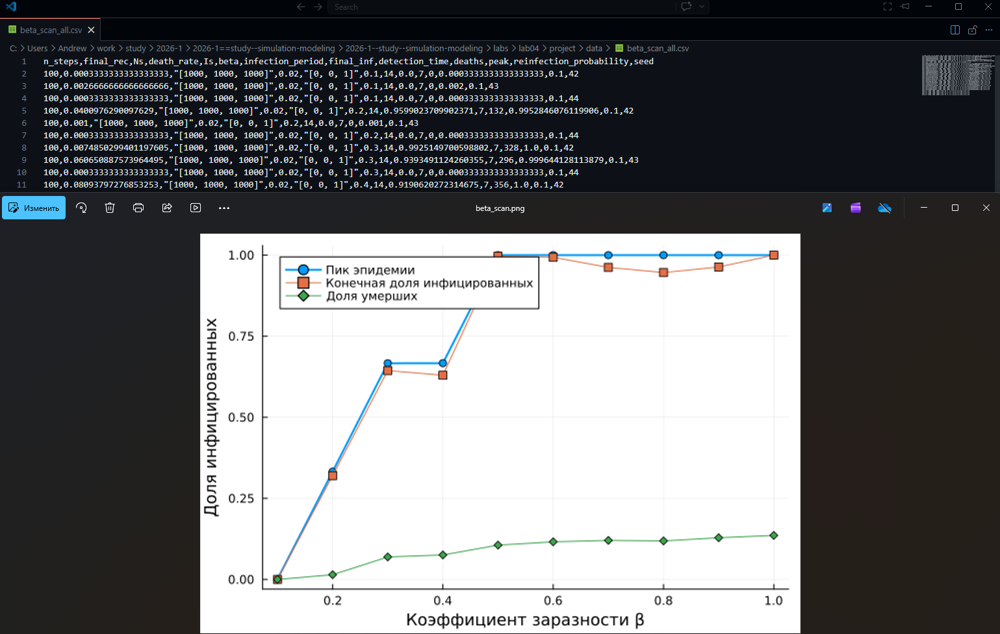 Search
beta_scan_all.csv
C: > Users > Andrew > work > study > 2026-1 > 2026-1==study--simulation-modeling > 2026-1--study--simulation-modeling > labs > lab04 > project > data > beta_scan_all.csv
1 n_steps,final_rec,Ns,death_rate,Is,beta,infection_period,final_inf,detection_time,deaths,peak,reinfection_probability,seed
2 100,0.0003333333333333333,"[1000, 1000, 1000]",0.02,"[0, 0, 1]",0.1,14,0.0,7,0,0.0003333333333333333,0.1,42
3 100,0.0026666666666666666,"[1000, 1000, 1000]",0.02,"[0, 0, 1]",0.1,14,0.0,7,0,0.002,0.1,43
4 100,0.0003333333333333333,"[1000, 1000, 1000]",0.02,"[0, 0, 1]",0.1,14,0.0,7,0,0.0003333333333333333,0.1,44
5 100,0.0400976290097629,"[1000, 1000, 1000]",0.02,"[0, 0, 1]",0.2,14,0.9599023709902371,7,132,0.9952846076119906,0.1,42
6 100,0.001,"[1000, 1000, 1000]",0.02,"[0, 0, 1]",0.2,14,0.0,7,0,0.001,0.1,43
7 100,0.0003333333333333333,"[1000, 1000, 1000]",0.02,"[0, 0, 1]",0.2,14,0.0,7,0,0.0003333333333333333,0.1,44
8 100,0.0074850299401197605,"[1000, 1000, 1000]",0.02,"[0, 0, 1]",0.3,14,0.9925149700598802,7,328,1.0,0.1,42
9 100,0.060650887573964495,"[1000, 1000, 1000]",0.02,"[0, 0, 1]",0.3,14,0.9393491124260355,7,296,0.999644128113879,0.1,43
10 100,0.0003333333333333333,"[1000, 1000, 1000]",0.02,"[0, 0, 1]",0.3,14,0.0,7,0,0.0003333333333333333,0.1,44
11 100,0.08093797276853253,"[1000, 1000, 1000]",0.02,"[0, 0, 1]",0.4,14,0.9190620272314675,7,356,1.0,0.1,42
Изменить
beta_scan.png
1.00
0.75
0.50
0.25
0.00
Доля инфицированных
Пик эпидемии
Конечная доля инфицированных
Доля умерших
0.2 0.4 0.6 0.8 1.0
Коэффициент заразности β